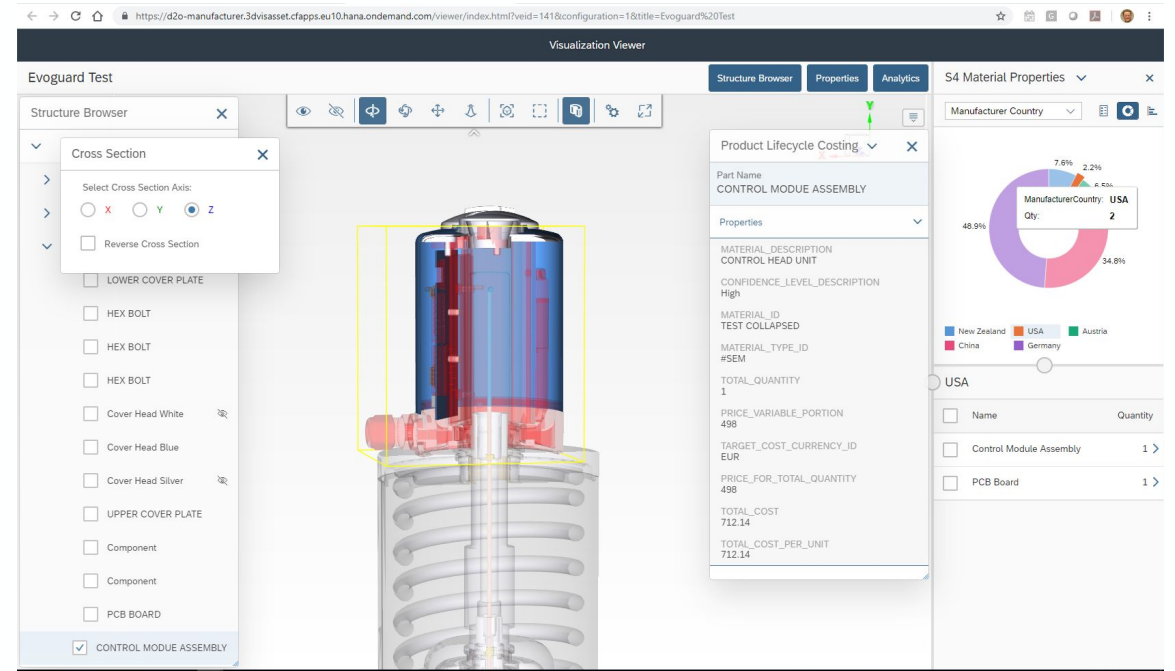 https://d2o-manufacturer.3dvisasset.cfapps.eu10.hana.ondemand.com/viewer/index.html?veid=141&configuration=1&title=Evoguard%20Test
Visualization Viewer
Evoguard Test
Structure Browser
Properties
Analytics
S4 Material Properties
Structure Browser
Cross Section
Select Cross Section Axis:
X
Y
Z
Reverse Cross Section
LOWER COVER PLATE
HEX BOLT
HEX BOLT
HEX BOLT
Cover Head White
Cover Head Blue
Cover Head Silver
UPPER COVER PLATE
Component
Component
PCB BOARD
CONTROL MODUE ASSEMBLY
Y
Product Lifecycle Costing
Part Name
CONTROL MODUE ASSEMBLY
Properties
MATERIAL_DESCRIPTION
CONTROL HEAD UNIT
CONFIDENCE_LEVEL_DESCRIPTION
High
MATERIAL_ID
TEST COLLAPSED
MATERIAL_TYPE_ID
#SEM
TOTAL_QUANTITY
1
PRICE_VARIABLE_PORTION
498
TARGET_COST_CURRENCY_ID
EUR
PRICE_FOR_TOTAL_QUANTITY
498
TOTAL_COST
712.14
TOTAL_COST_PER_UNIT
712.14
Manufacturer Country
7.6%
2.2%
6.5%
ManufacturerCountry: USA
Qty: 2
48.9%
34.8%
New Zealand USA Austria
China Germany
USA
Name Quantity
Control Module Assembly 1
PCB Board 1